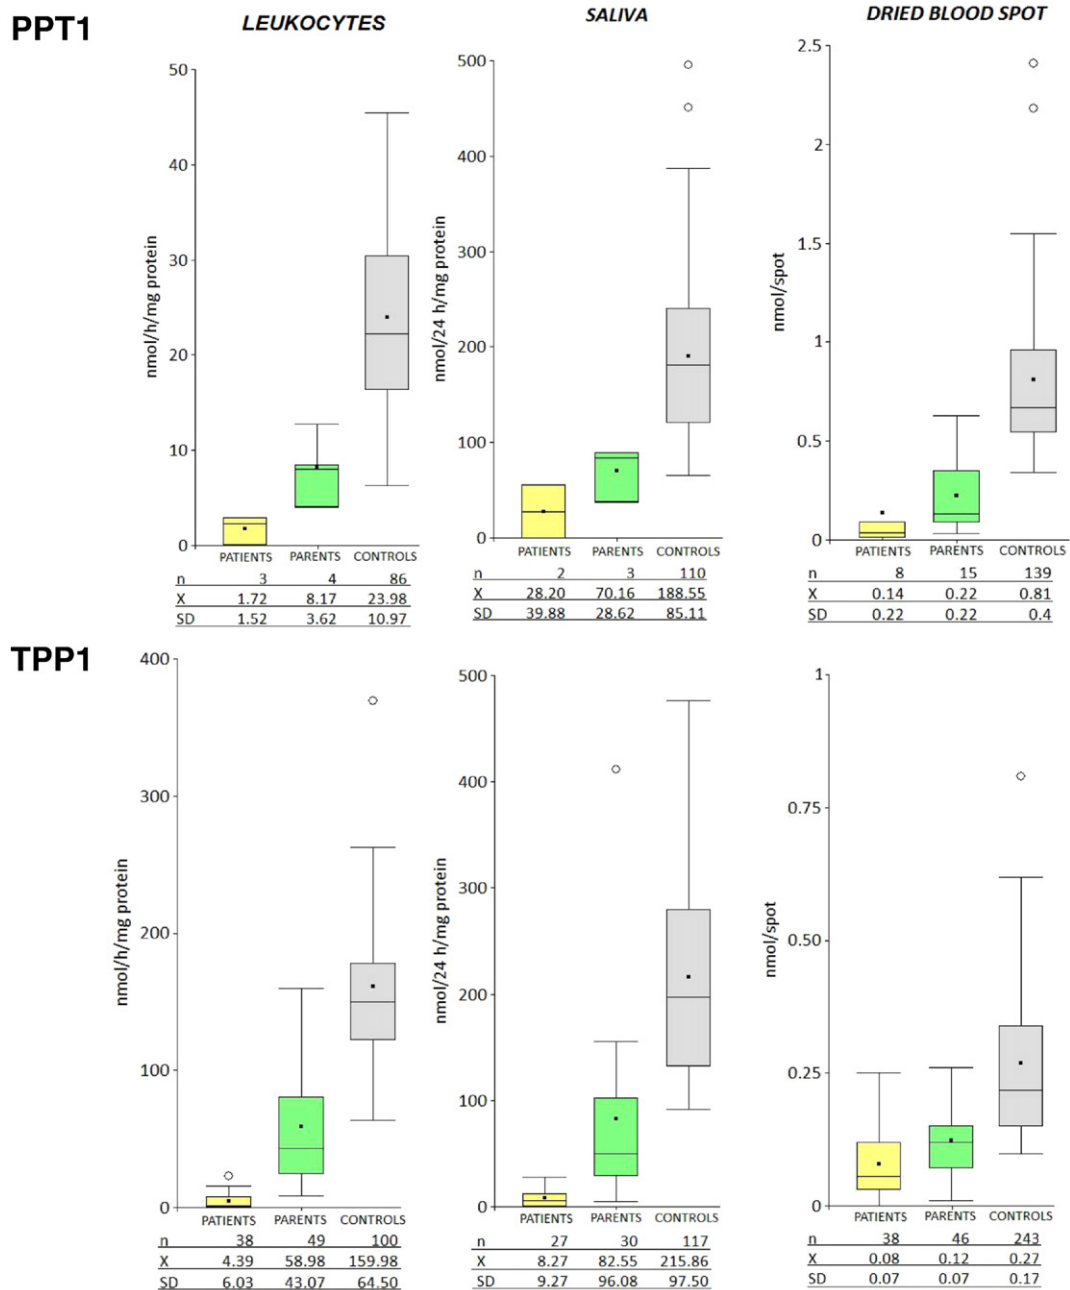 PPT1
LEUKOCYTES
SALIVA
DRIED BLOOD SPOT
nmol/h/mg protein
50
40
30
20
10
0
PATIENTS PARENTS CONTROLS
n 3 4 86
X 1.72 8.17 23.98
SD 1.52 3.62 10.97
nmol/24 h/mg protein
500
400
300
200
100
0
PATIENTS PARENTS CONTROLS
n 2 3 110
X 28.20 70.16 188.55
SD 39.88 28.62 85.11
nmol/spot
2.5
2
1.5
1
0.5
0
PATIENTS PARENTS CONTROLS
n 8 15 139
X 0.14 0.22 0.81
SD 0.22 0.22 0.4
TPP1
nmol/h/mg protein
400
300
200
100
0
PATIENTS PARENTS CONTROLS
n 38 49 100
X 4.39 58.98 159.98
SD 6.03 43.07 64.50
nmol/24 h/mg protein
500
400
300
200
100
0
PATIENTS PARENTS CONTROLS
n 27 30 117
X 8.27 82.55 215.86
SD 9.27 96.08 97.50
nmol/spot
1
0.75
0.50
0.25
0
PATIENTS PARENTS CONTROLS
n 38 46 243
X 0.08 0.12 0.27
SD 0.07 0.07 0.17